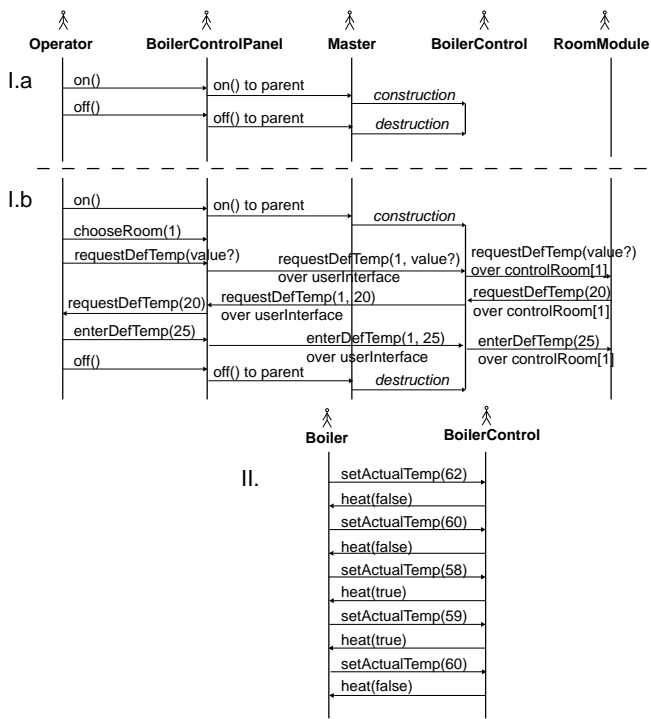 Operator BoilerControlPanel Master BoilerControl RoomModule
I.a
on()
on() to parent
construction
off()
off() to parent
destruction
I.b
on()
on() to parent
construction
chooseRoom(1)
requestDefTemp(value?)
requestDefTemp(1, value?)
over userInterface
requestDefTemp(value?)
over controlRoom[1]
requestDefTemp(20)
over controlRoom[1]
requestDefTemp(1, 20)
over userInterface
requestDefTemp(20)
enterDefTemp(25)
enterDefTemp(1, 25)
over userInterface
enterDefTemp(25)
over controlRoom[1]
off()
off() to parent
destruction
Boiler BoilerControl
II.
setActualTemp(62)
heat(false)
setActualTemp(60)
heat(false)
setActualTemp(58)
heat(true)
setActualTemp(59)
heat(true)
setActualTemp(60)
heat(false)